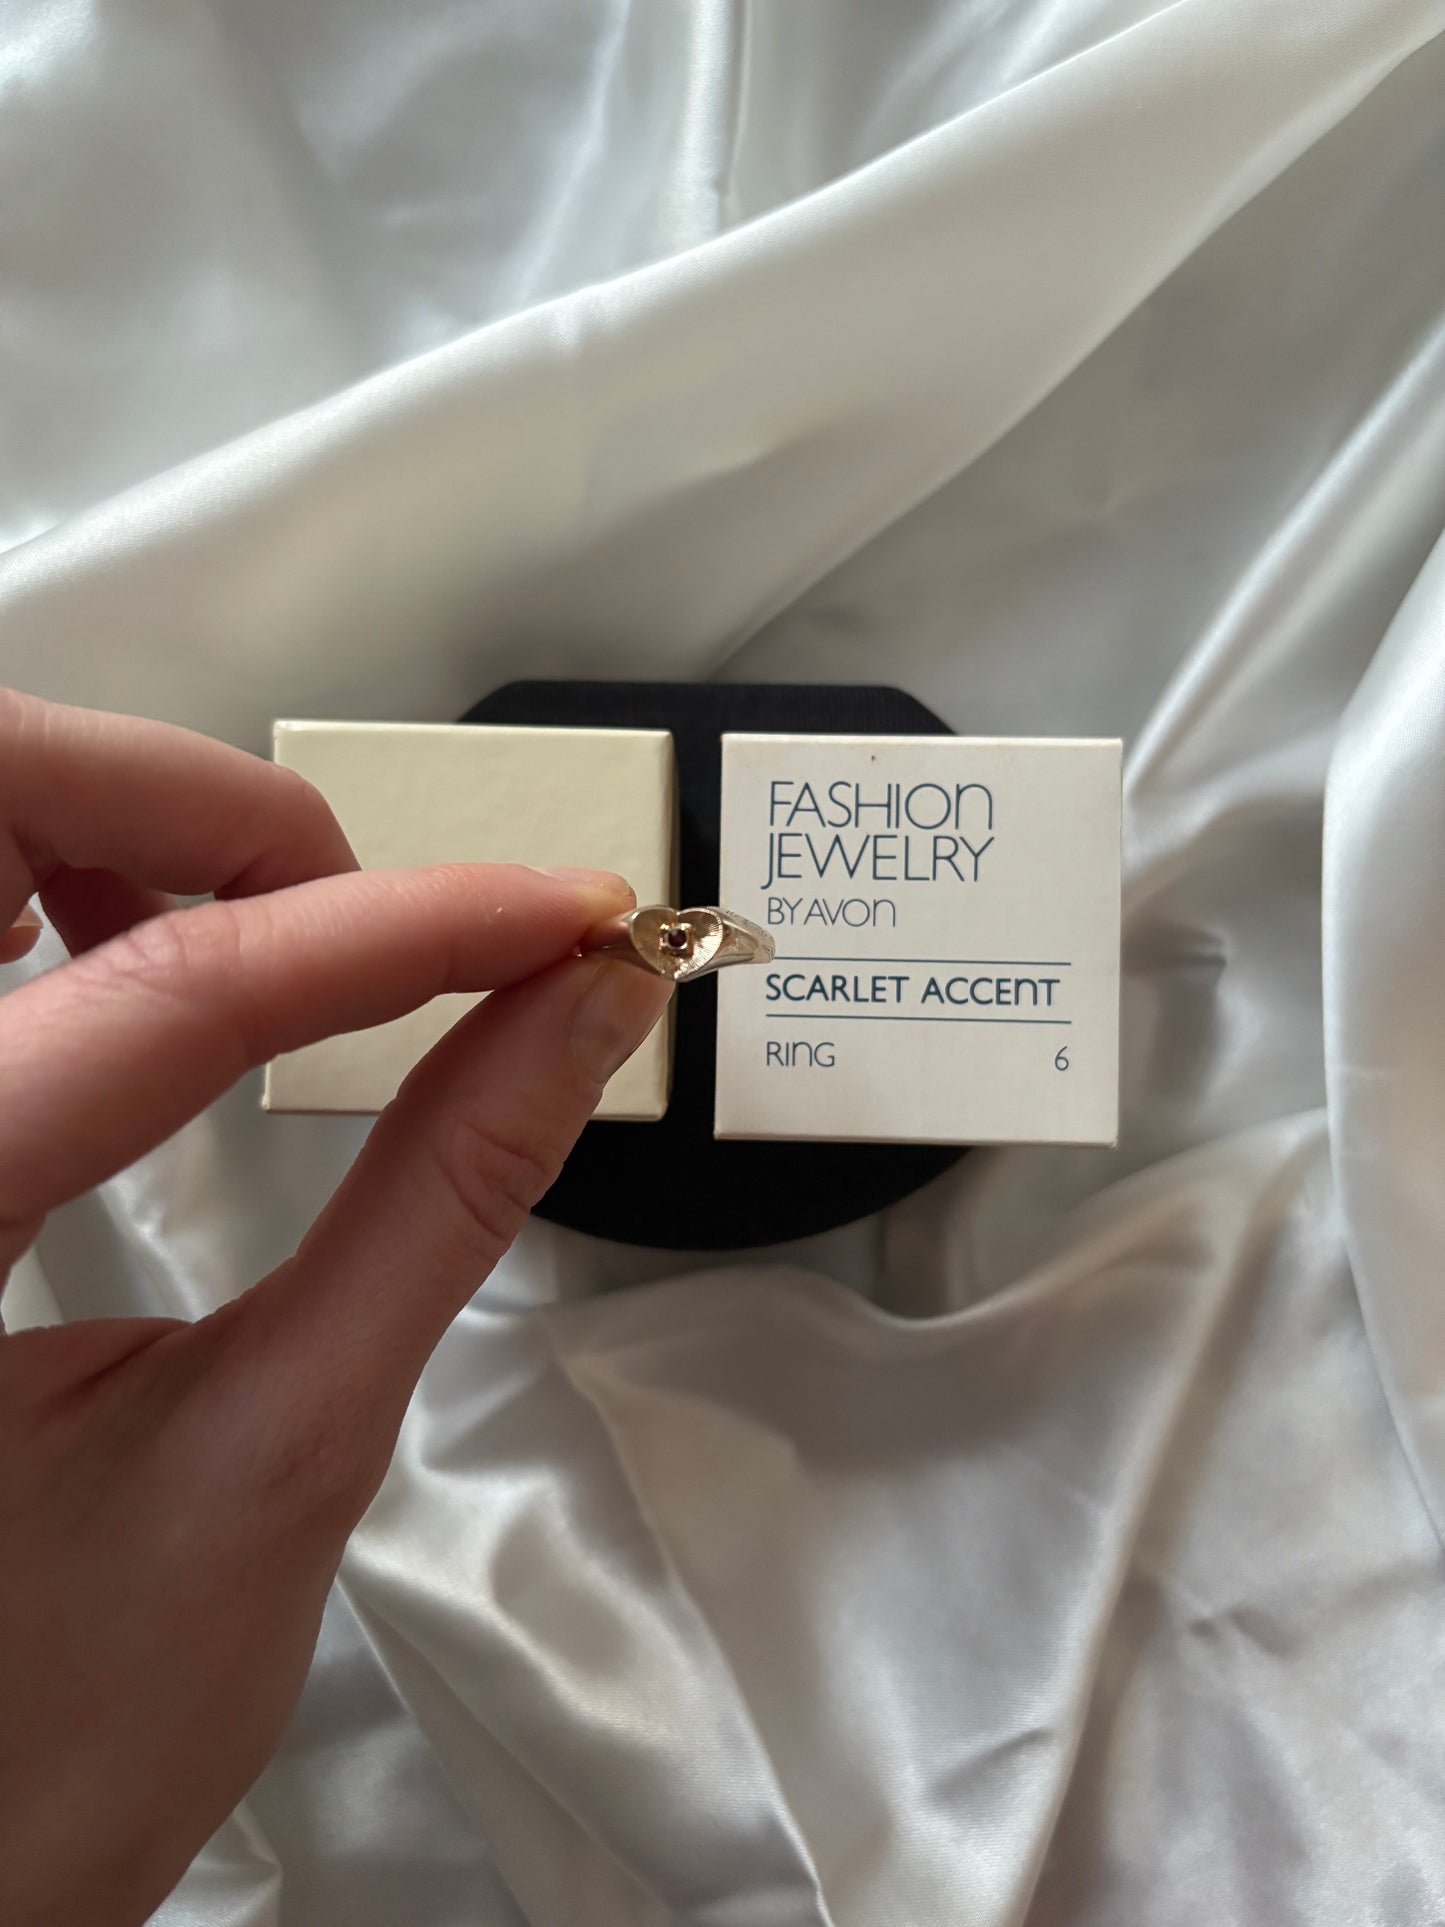 FASHION
JEWELRY
BY AVON
SCARLET ACCENT
RING 6